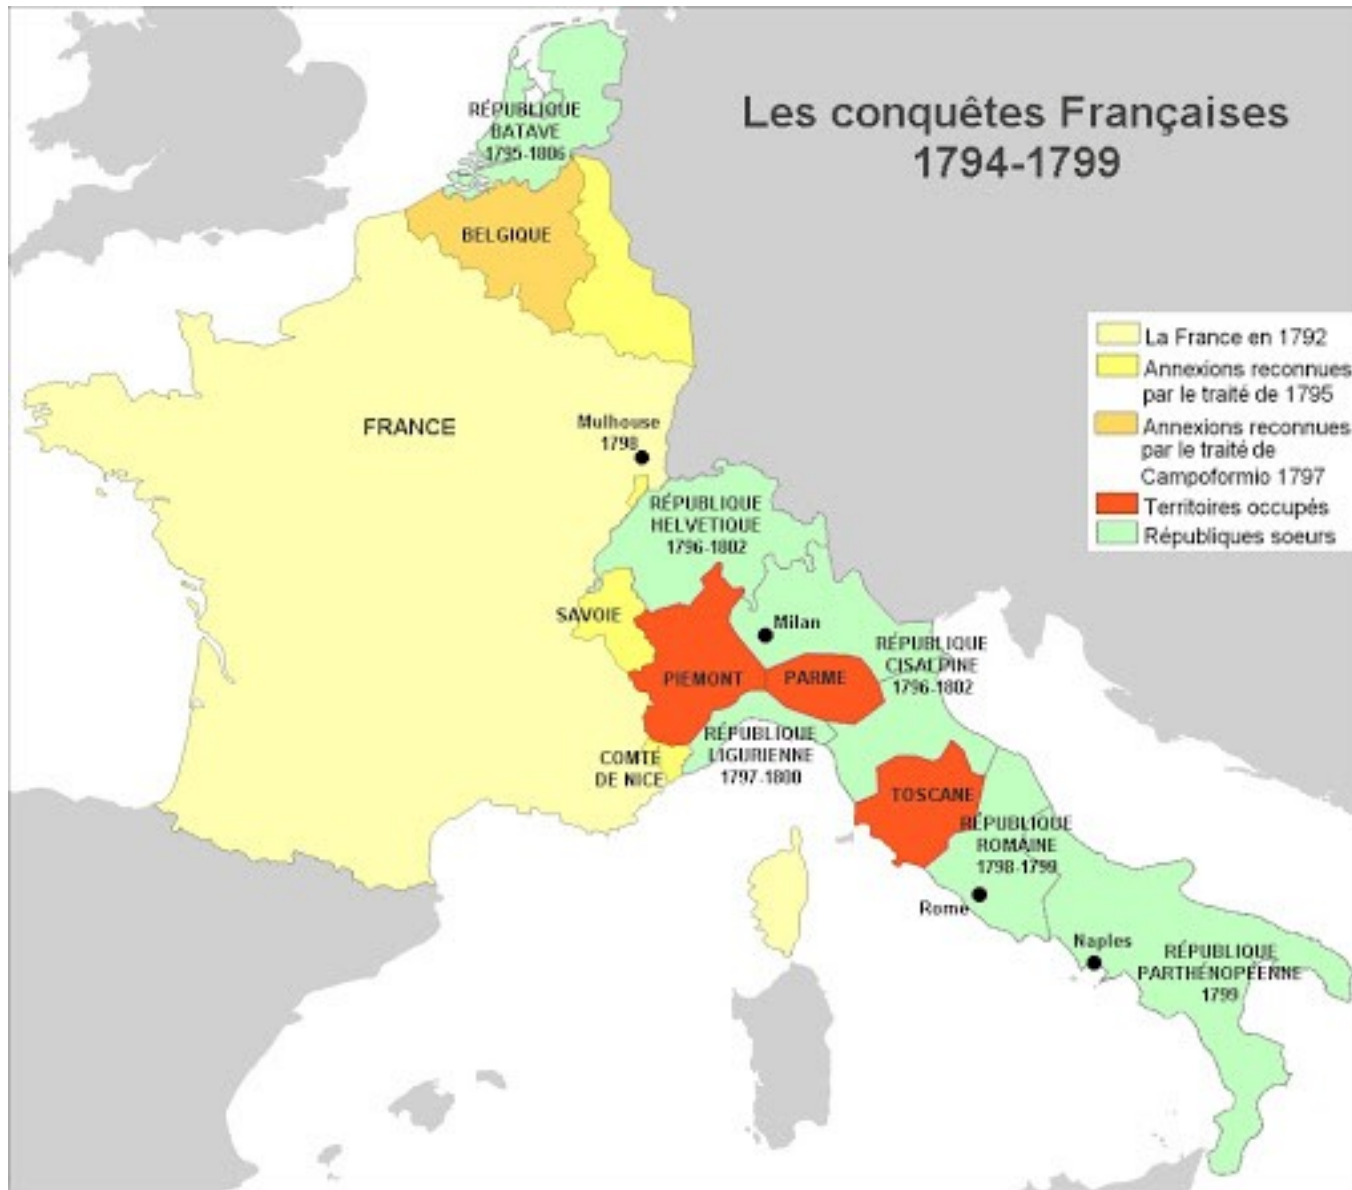 Les conquêtes Françaises
1794-1799
RÉPUBLIQUE
BATAVE
1795-1806
BELGIQUE
La France en 1792
Annexions reconnues
par le traité de 1795
Annexions reconnues
par le traité de
Campoformio 1797
Territoires occupés
Républiques soeurs
FRANCE
Mulhouse
1798
RÉPUBLIQUE
HELVETIQUE
1796-1802
SAVOIE
Milan
RÉPUBLIQUE
CISALPINE
1796-1802
PIEMONT
PARME
RÉPUBLIQUE
LIGURIENNE
1797-1800
COMTÉ
DE NICE
TOSCANE
RÉPUBLIQUE
ROMAINE
1798-1799
Rome
Naples
RÉPUBLIQUE
PARTHÉNOPÉENNE
1799